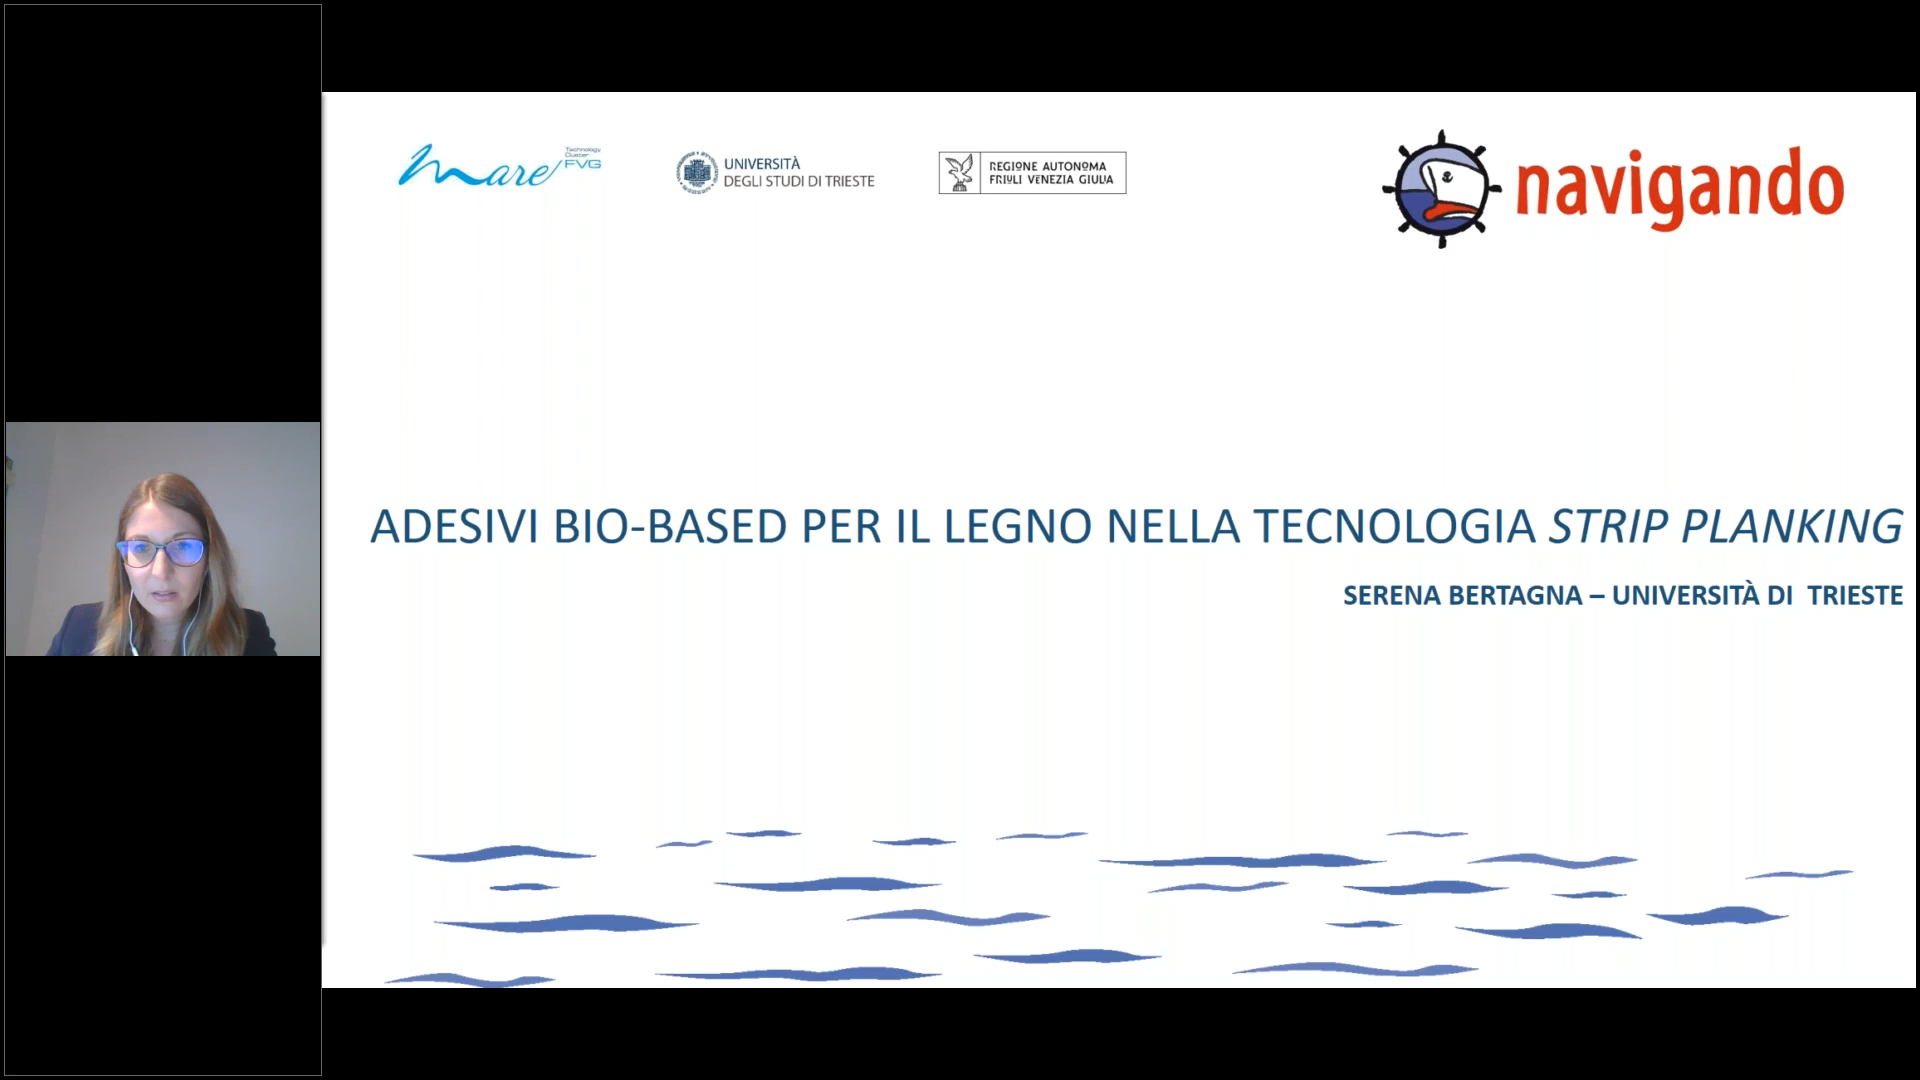 mare Technology Cluster FVG
UNIVERSITÀ
DEGLI STUDI DI TRIESTE
REGIONE AUTONOMA
FRIULI VENEZIA GIULIA
navigando
ADESIVI BIO-BASED PER IL LEGNO NELLA TECNOLOGIA STRIP PLANKING
SERENA BERTAGNA – UNIVERSITÀ DI TRIESTE